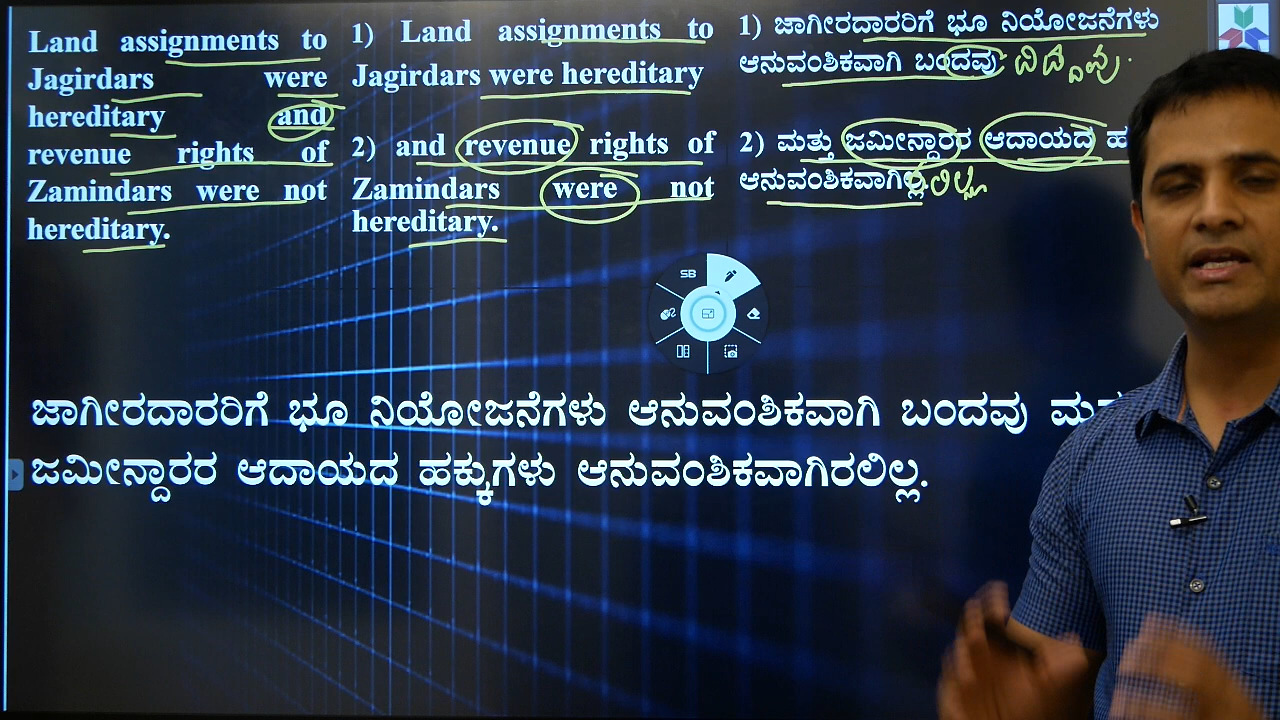 Land assignments to
Jagirdars were
hereditary and
revenue rights of
Zamindars were not
hereditary.
1) Land assignments to
Jagirdars were hereditary
2) and revenue rights of
Zamindars were not
hereditary.
1) ಜಾಗೀರದಾರರಿಗೆ ಭೂ ನಿಯೋಜನೆಗಳು
ಆನುವಂಶಿಕವಾಗಿ ಬಂದವು
2) ಮತ್ತು ಜಮೀನ್ದಾರರ ಆದಾಯದ
SB
ಜಾಗೀರದಾರರಿಗೆ ಭೂ ನಿಯೋಜನೆಗಳು ಆನುವಂಶಿಕವಾಗಿ ಬಂದವು
ಜಮೀನ್ದಾರರ ಆದಾಯದ ಹಕ್ಕುಗಳು ಆನುವಂಶಿಕವಾಗಿರಲಿಲ್ಲ.